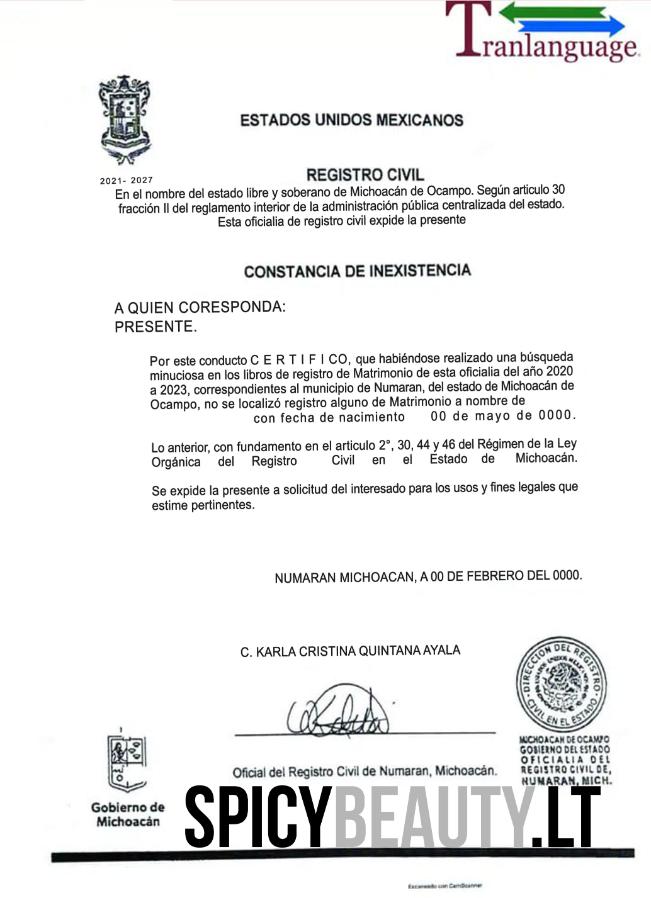 Tranlanguage.
ESTADOS UNIDOS MEXICANOS
2021- 2027
REGISTRO CIVIL
En el nombre del estado libre y soberano de Michoacán de Ocampo. Según articulo 30
fracción II del reglamento interior de la administración pública centralizada del estado.
Esta oficialia de registro civil expide la presente
CONSTANCIA DE INEXISTENCIA
A QUIEN CORESPONDA:
PRESENTE.
Por este conducto C E R T I F I CO, que habiéndose realizado una búsqueda
minuciosa en los libros de registro de Matrimonio de esta oficialia del año 2020
a 2023, correspondientes al municipio de Numaran, del estado de Michoacán de
Ocampo, no se localizó registro alguno de Matrimonio a nombre de
con fecha de nacimiento 00 de mayo de 0000.
Lo anterior, con fundamento en el articulo 2°, 30, 44 y 46 del Régimen de la Ley
Orgánica del Registro Civil en el Estado de Michoacán.
Se expide la presente a solicitud del interesado para los usos y fines legales que
estime pertinentes.
NUMARAN MICHOACAN, A 00 DE FEBRERO DEL 0000.
C. KARLA CRISTINA QUINTANA AYALA
DIRECCIÓN DEL REGISTRO
CIVIL EN EL ESTADO
ESTADOS UNIDOS MEXICANOS
MICHOACAN DE OCAMPO
GOBIERNO DEL ESTADO
OFICIALIA DEL
REGISTRO CIVIL DE,
NUMARAN, MICH.
Oficial del Registro Civil de Numaran, Michoacán.
Gobierno de
Michoacán
SPICYBEAUTY.LT
Escaneado con CamScanner